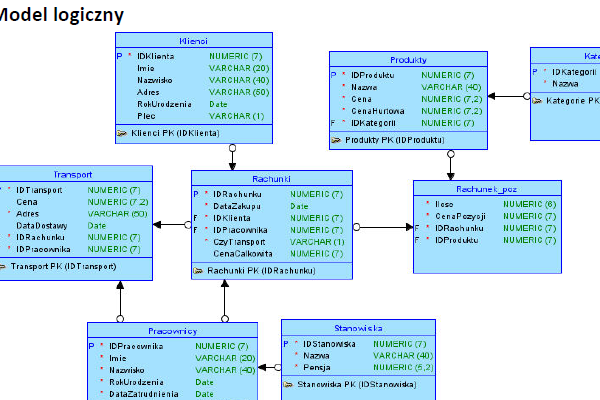 Model logiczny
Klienci
P * IDKlienta NUMERIC (7)
Imie VARCHAR (20)
Nazwisko VARCHAR (40)
Adres VARCHAR (50)
RokUrodzenia Date
Plec VARCHAR (1)
Klienci PK (IDKlienta)
Produkty
P * IDProduktu NUMERIC (7)
* Nazwa VARCHAR (40)
* Cena NUMERIC (7,2)
* CenaHurtowa NUMERIC (7,2)
F * IDKategorii NUMERIC (7)
Produkty PK (IDProduktu)
Kate
P * IDKategorii
* Nazwa
Kategorie PK
Transport
* IDTransport NUMERIC (7)
Cena NUMERIC (7,2)
* Adres VARCHAR (50)
DataDostawy Date
* IDRachunku NUMERIC (7)
* IDPracownika NUMERIC (7)
Transport PK (IDTransport)
Rachunki
P * IDRachunku NUMERIC (7)
* DataZakupu Date
F * IDKlienta NUMERIC (7)
F * IDPracownika NUMERIC (7)
* CzyTransport VARCHAR (1)
CenaCalkowita NUMERIC (7)
Rachunki PK (IDRachunku)
Rachunek_poz
* Ilosc NUMERIC (6)
* CenaPozycji NUMERIC (7)
F * IDRachunku NUMERIC (7)
F * IDProduktu NUMERIC (7)
Pracownicy
P * IDPracownika NUMERIC (7)
* Imie VARCHAR (20)
* Nazwisko VARCHAR (40)
* RokUrodzenia Date
* DataZatrudnienia Date
Stanowiska
P * IDStanowiska NUMERIC (7)
* Nazwa VARCHAR (40)
* Pensja NUMERIC (5,2)
Stanowiska PK (IDStanowiska)